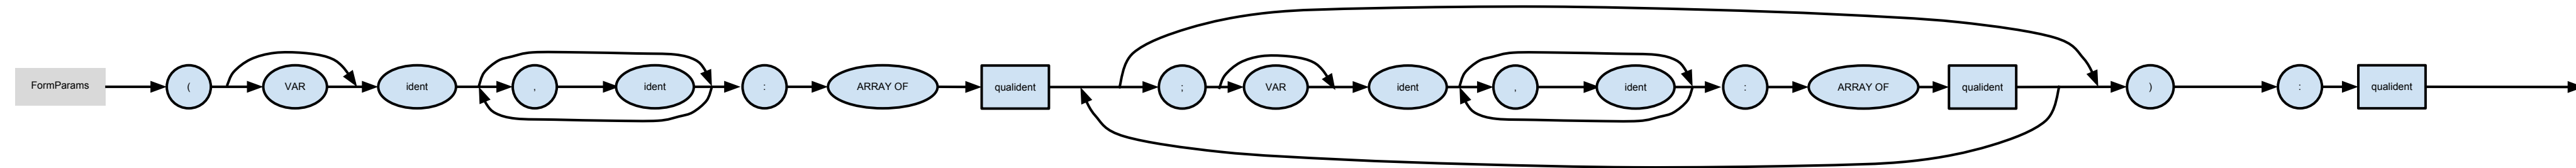 FormParams ( VAR ident , ident : ARRAY OF qualident ; VAR ident , ident : ARRAY OF qualident ) : qualident